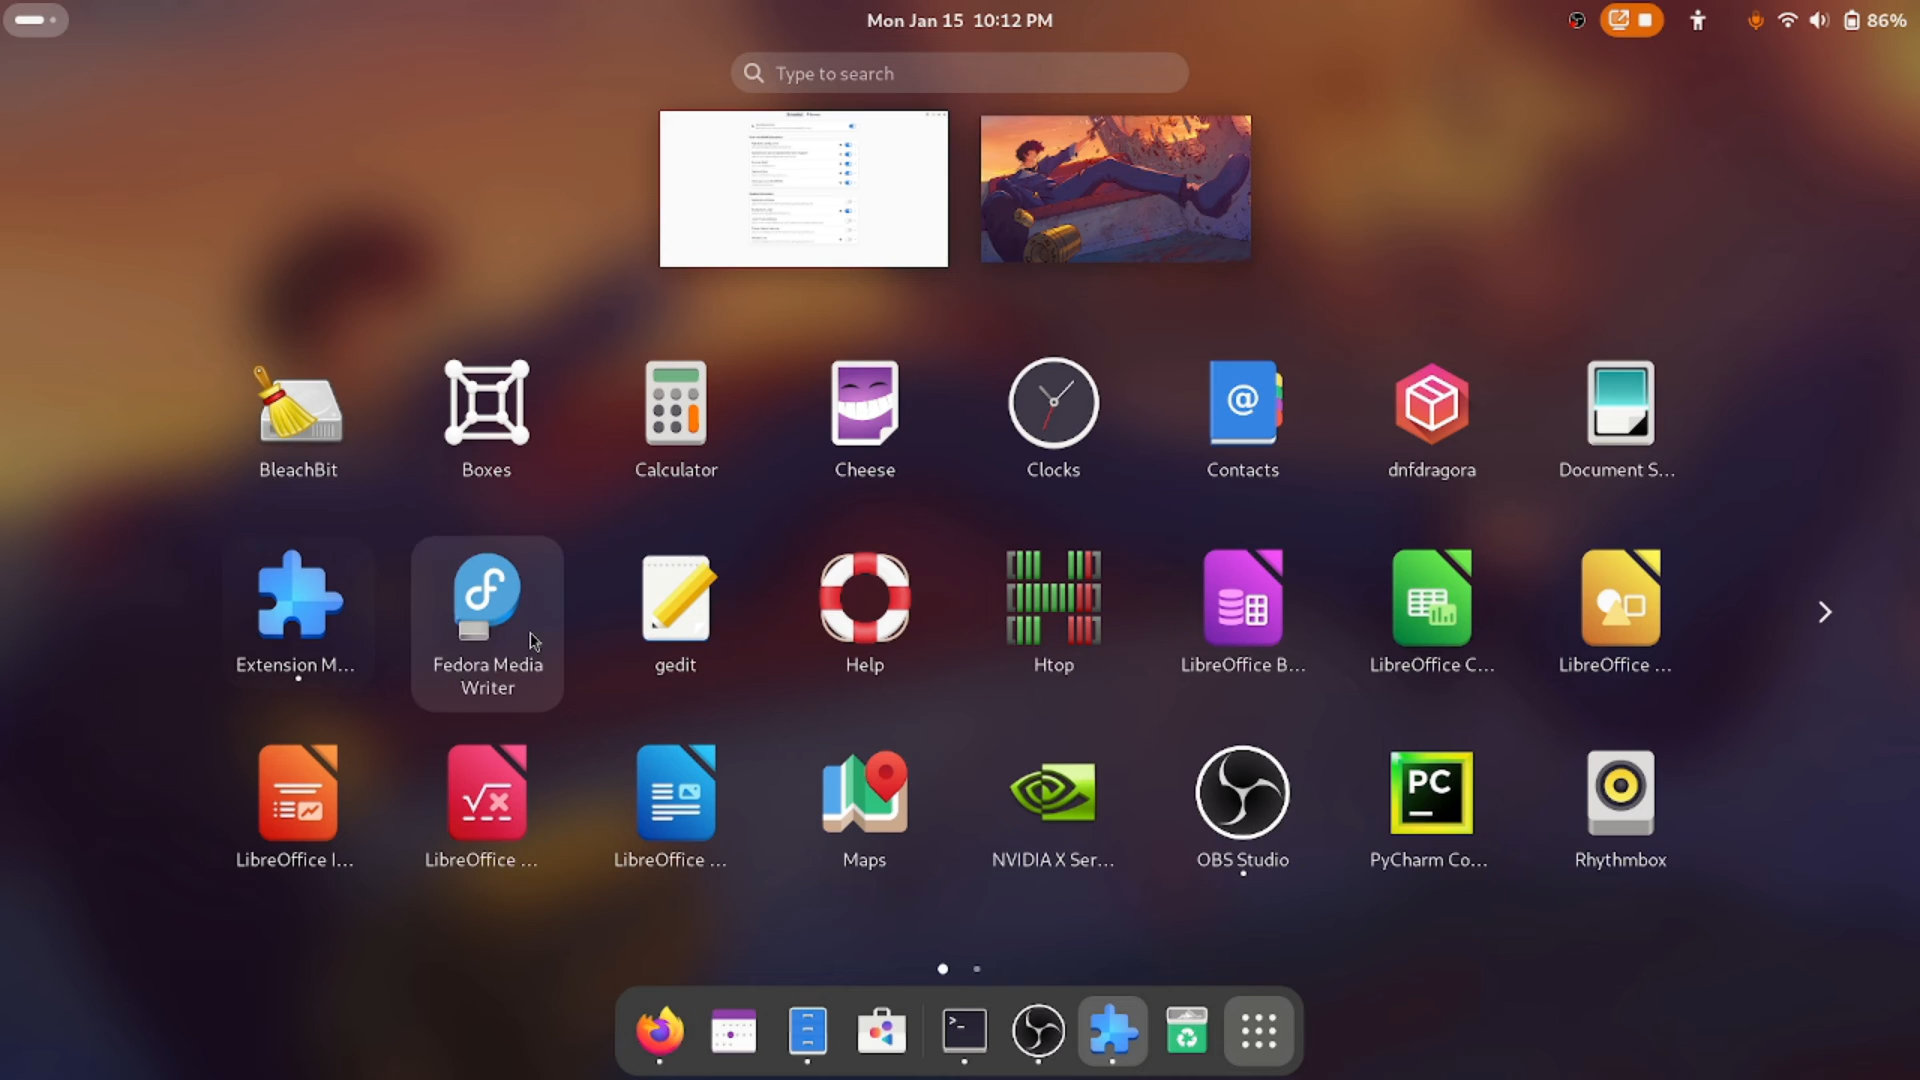 Mon Jan 15 10:12 PM
86%
Type to search
BleachBit
Boxes
Calculator
Cheese
Clocks
Contacts
dnfdragora
Document S...
Extension M...
Fedora Media
Writer
gedit
Help
Htop
LibreOffice B...
LibreOffice C...
LibreOffice ...
LibreOffice I...
LibreOffice ...
LibreOffice ...
Maps
NVIDIA X Ser...
OBS Studio
PC
PyCharm Co...
Rhythmbox